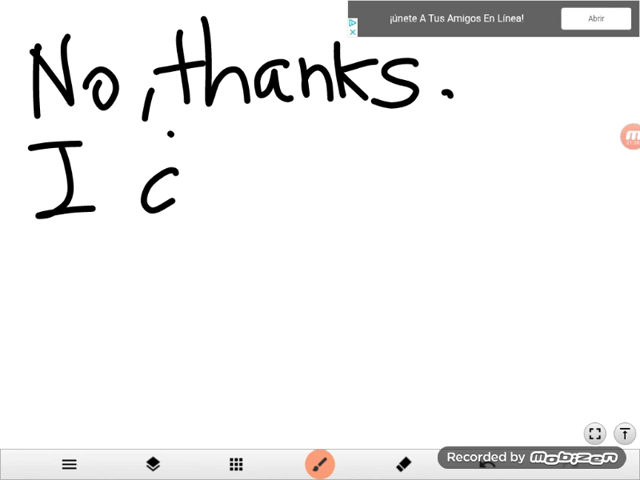 ¡únete A Tus Amigos En Línea!
Abrir
No, thanks.
I c
Recorded by Mobizen